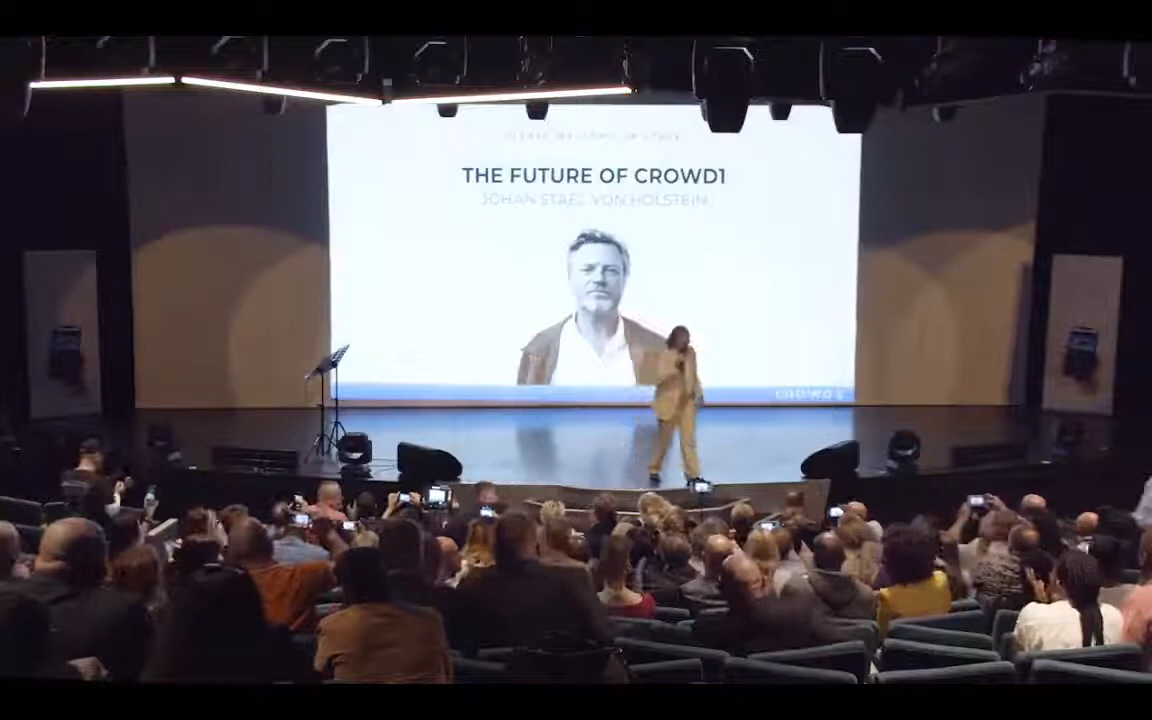 THE FUTURE OF CROWD1
JOHAN STAEL VON HOLSTEIN
CROWD1